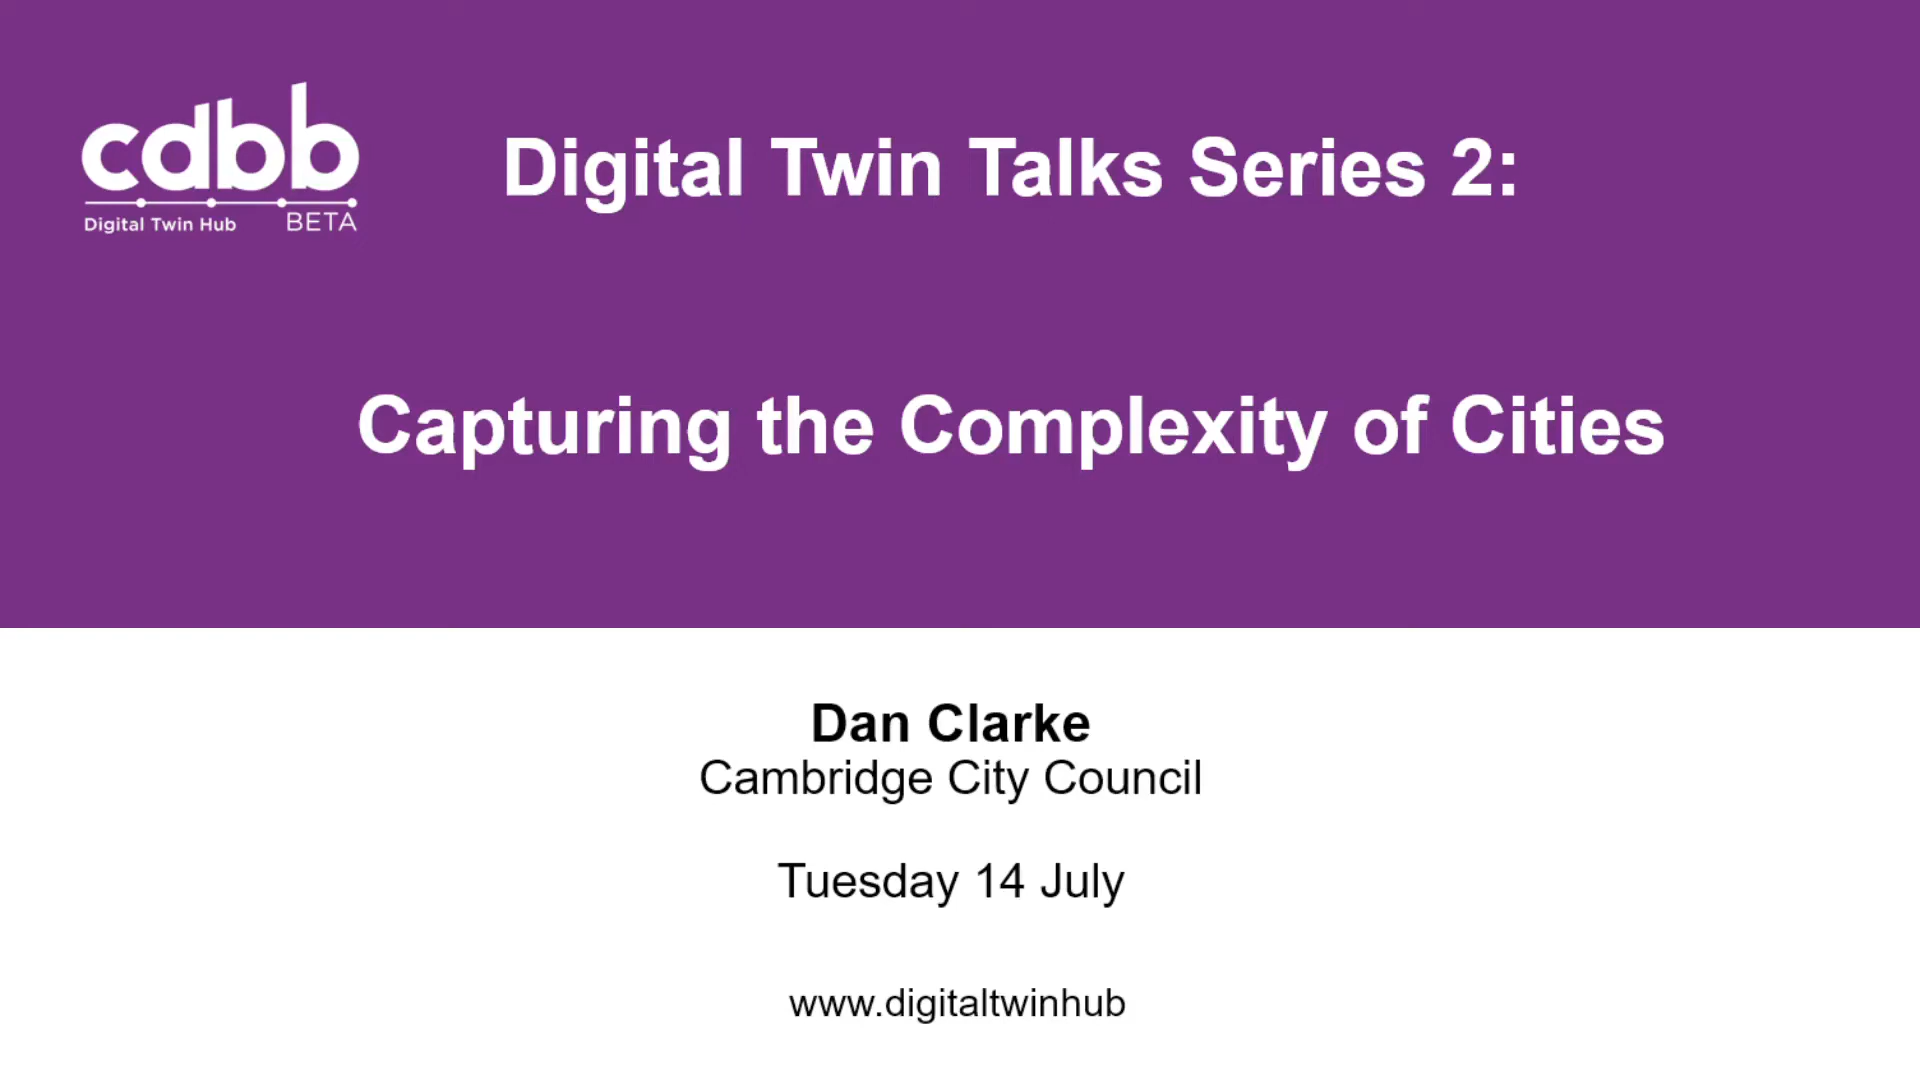 cdbb
Digital Twin Hub BETA
Digital Twin Talks Series 2:
Capturing the Complexity of Cities
Dan Clarke
Cambridge City Council
Tuesday 14 July
www.digitaltwinhub